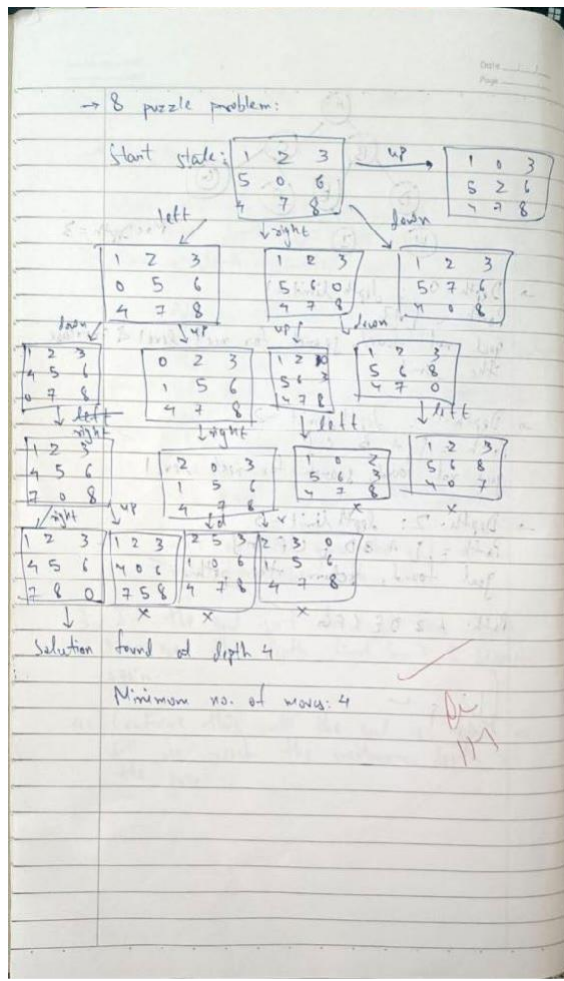 Date
Page
→ 8 puzzle problem:
Start state:
1 2 3
5 0 6
4 7 8
up
1 0 3
5 2 6
4 7 8
left
right
down
1 2 3
0 5 6
4 7 8
1 2 3
5 6 0
4 7 8
1 2 3
5 7 6
4 0 8
down
up
up
down
1 2 3
4 5 6
0 7 8
0 2 3
1 5 6
4 7 8
1 2 0
5 6 3
4 7 8
1 2 3
5 6 8
4 7 0
left
right
right
left
left
1 2 3
4 5 6
7 0 8
2 0 3
1 5 6
4 7 8
1 0 2
5 6 3
4 7 8
x
1 2 3
5 6 8
4 0 7
x
right
up
d
r
1 2 3
4 5 6
7 8 0
1 2 3
4 0 6
7 5 8
x
2 5 3
1 0 6
4 7 8
x
2 3 0
1 5 6
4 7 8
x
Solution found at depth 4
Minimum no. of moves: 4